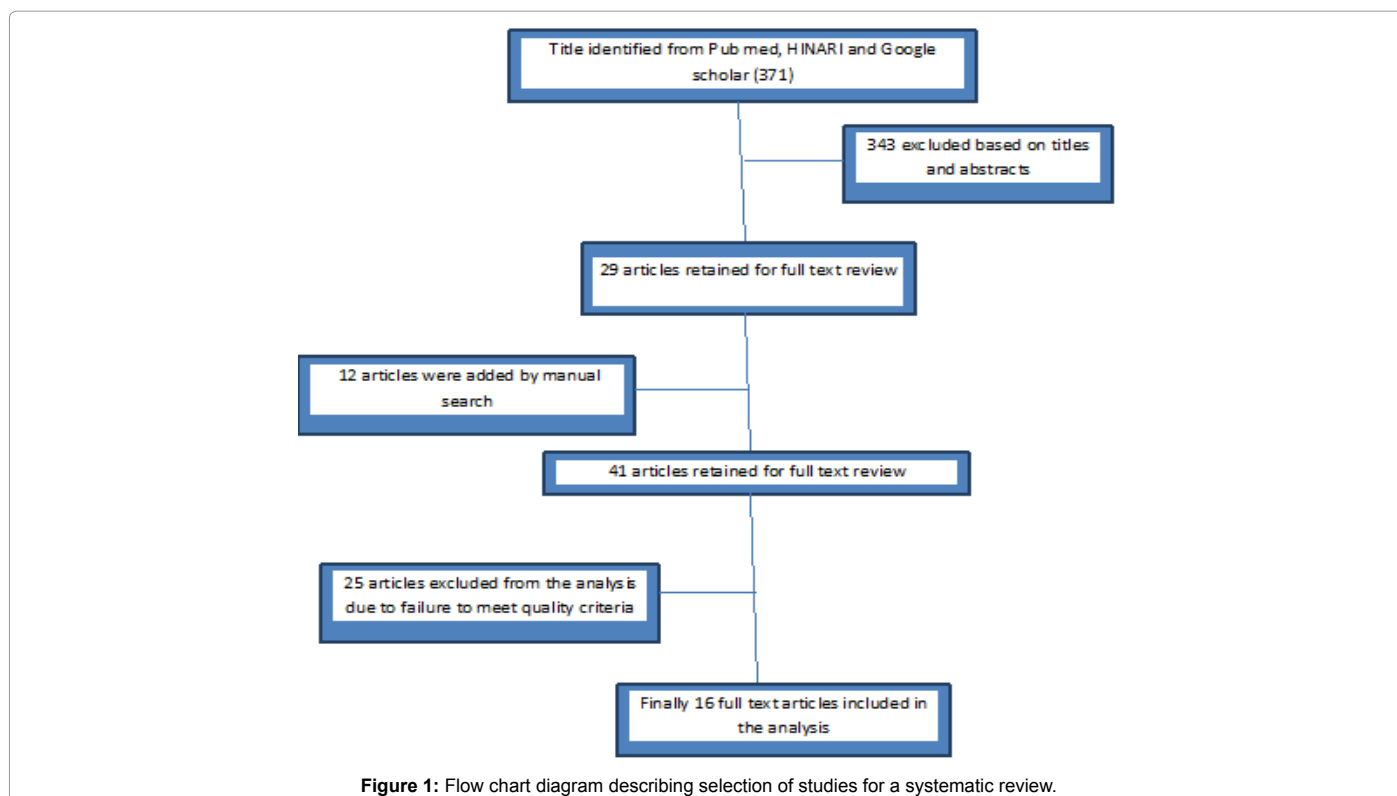 Title identified from Pub med, HINARI and Google
scholar (371)
343 excluded based on titles
and abstracts
29 articles retained for full text review
12 articles were added by manual
search
41 articles retained for full text review
25 articles excluded from the analysis
due to failure to meet quality criteria
Finally 16 full text articles included in
the analysis
Figure 1: Flow chart diagram describing selection of studies for a systematic review.